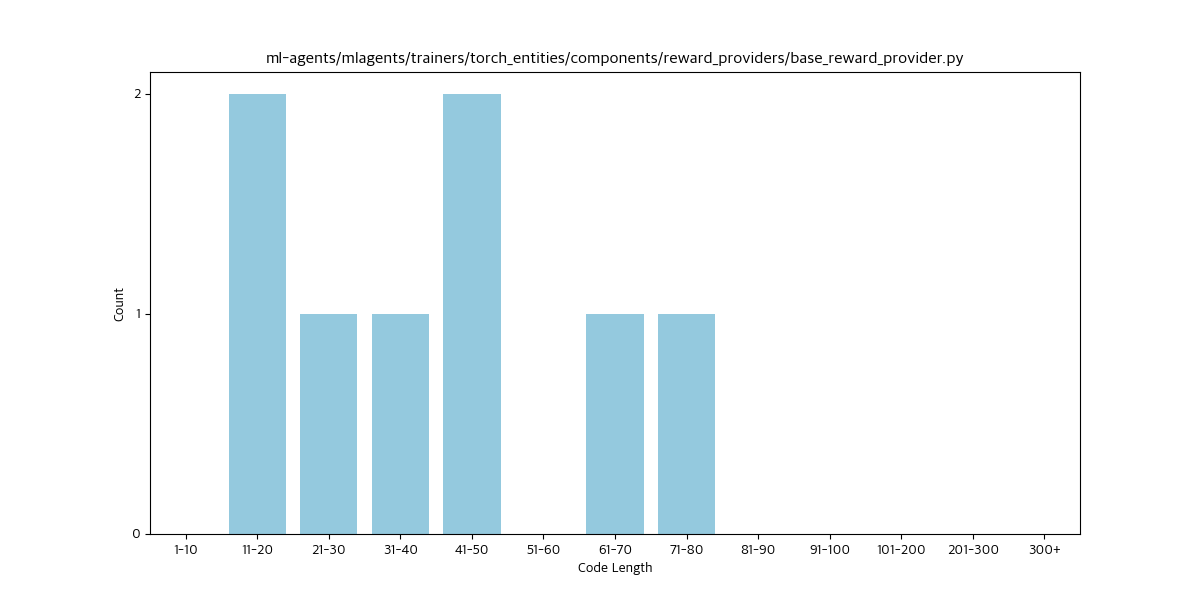 ml-agents/mlagents/trainers/torch_entities/components/reward_providers/base_reward_provider.py
2
1
0
Count
1-10 11-20 21-30 31-40 41-50 51-60 61-70 71-80 81-90 91-100 101-200 201-300 300+
Code Length